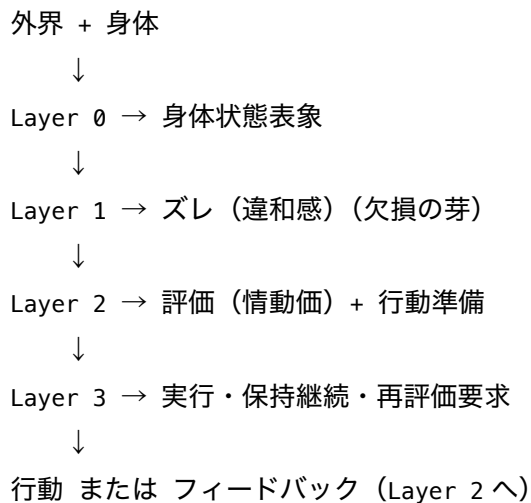 外界 + 身体
↓
Layer 0 → 身体状態表象
↓
Layer 1 → ズレ（違和感）（欠損の芽）
↓
Layer 2 → 評価（情動価）+ 行動準備
↓
Layer 3 → 実行・保持継続・再評価要求
↓
行動 または フィードバック（Layer 2 へ）